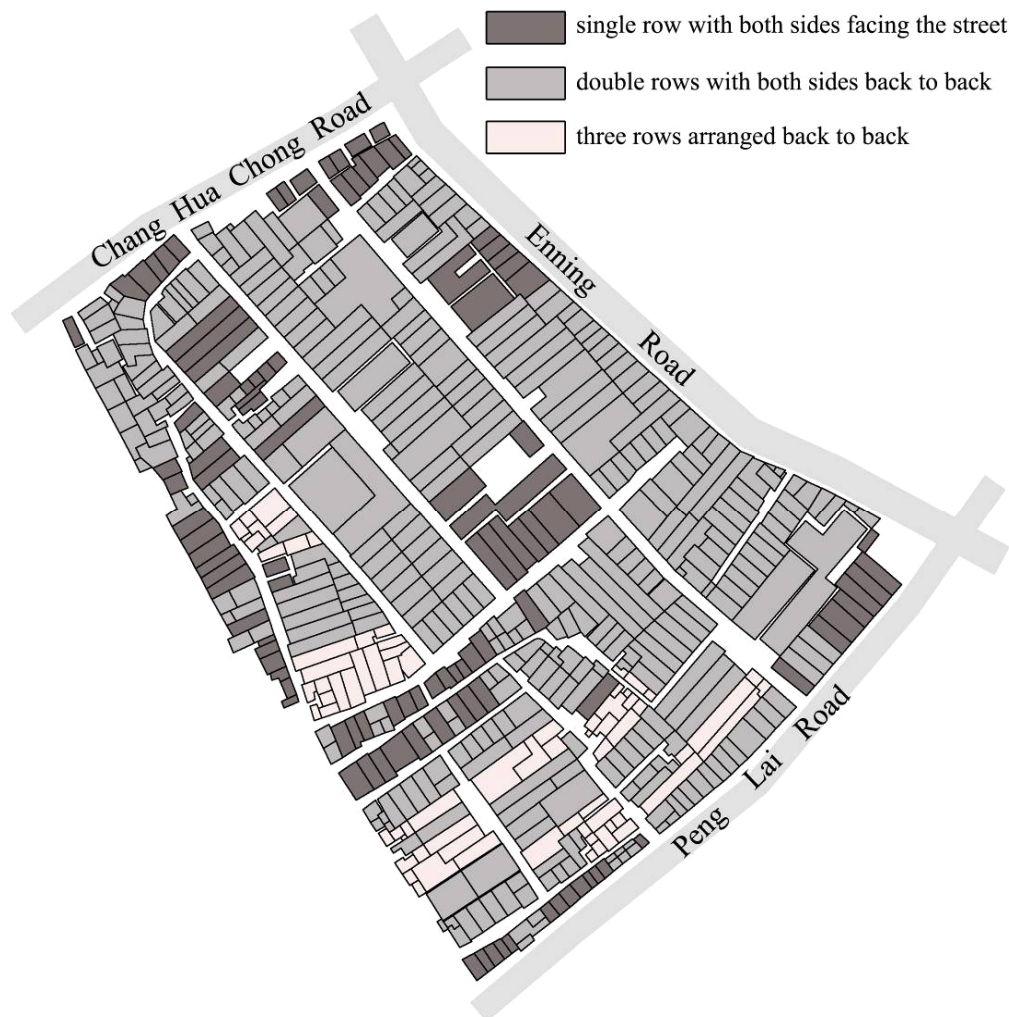 single row with both sides facing the street
double rows with both sides back to back
three rows arranged back to back
Chang Hua Chong Road
Enning Road
Peng Lai Road